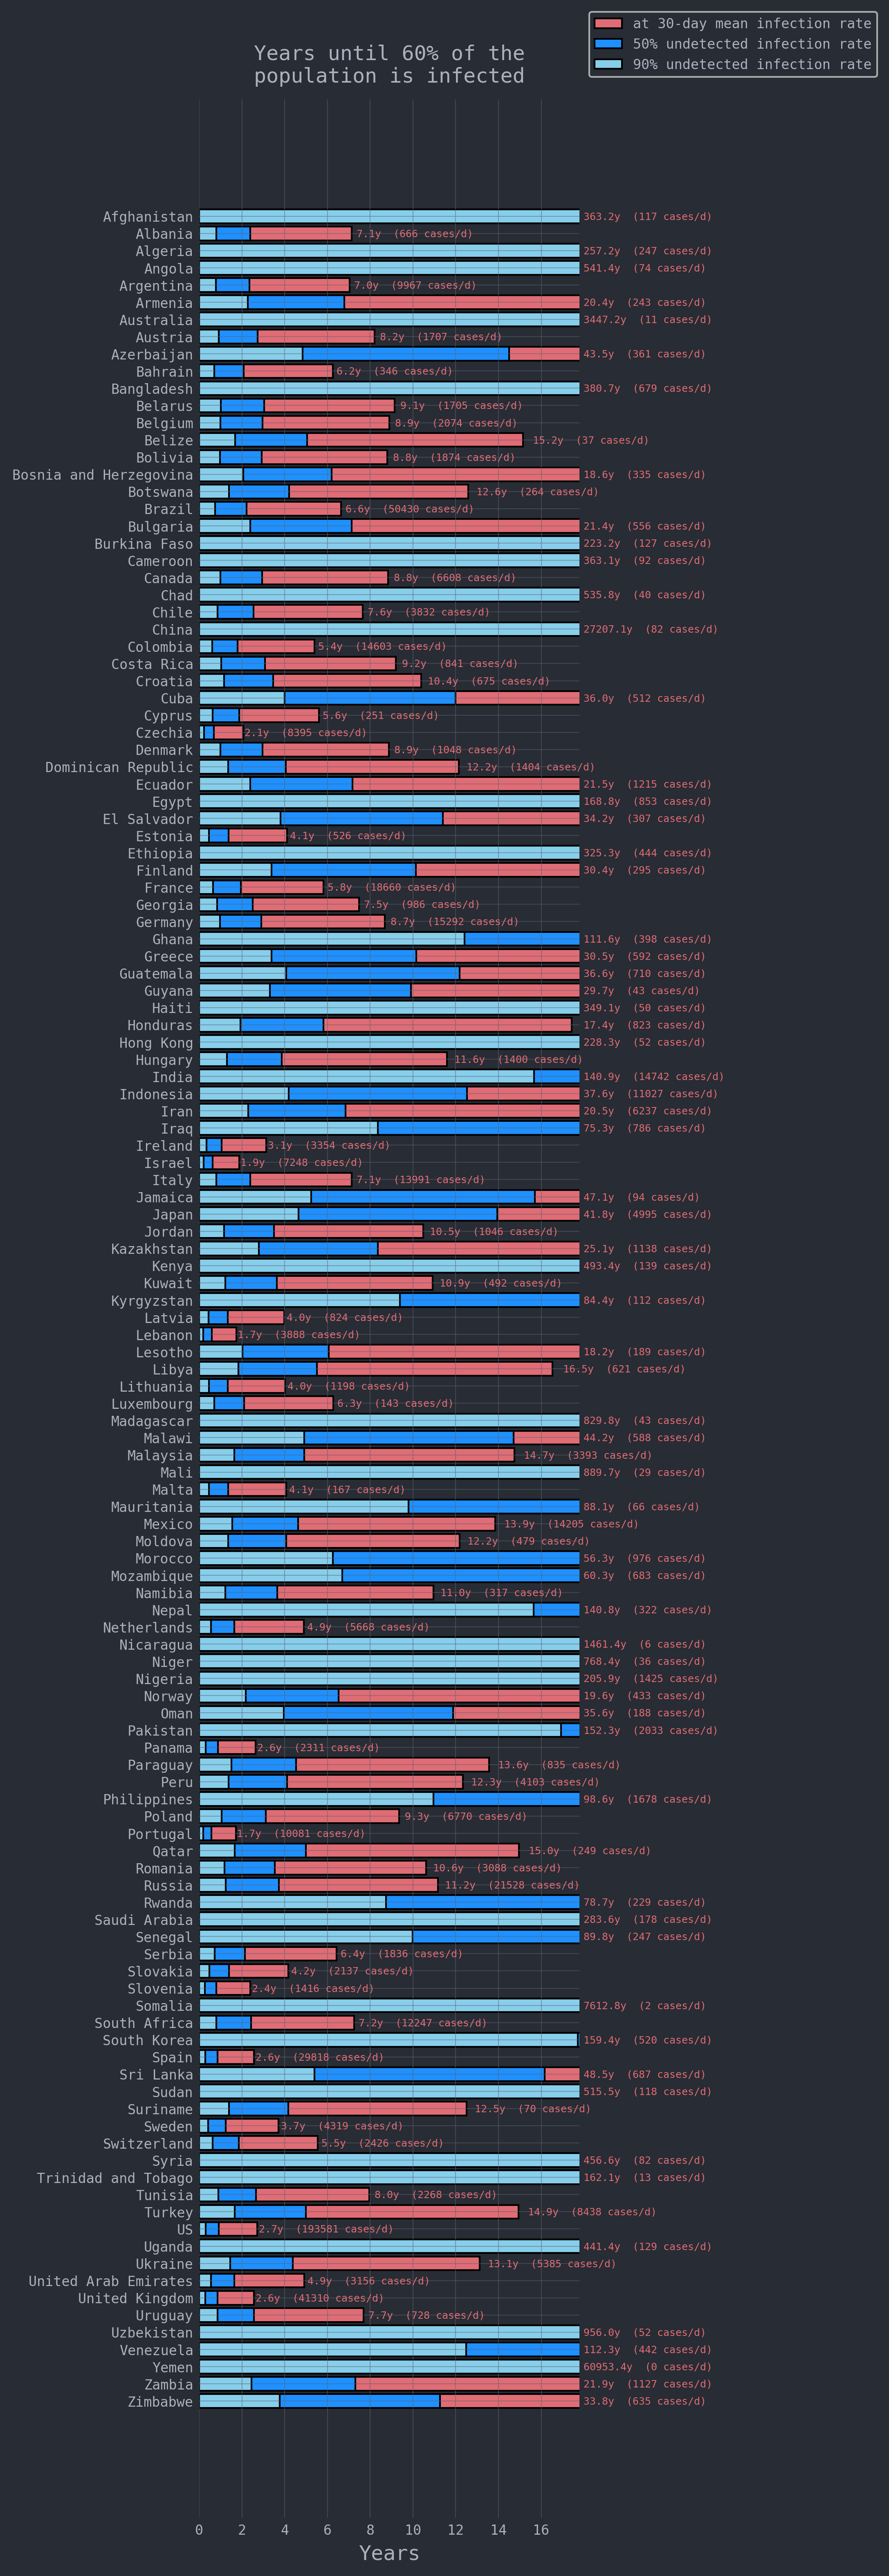 at 30-day mean infection rate
50% undetected infection rate
90% undetected infection rate
Years until 60% of the
population is infected
Afghanistan 363.2y (117 cases/d)
Albania 7.1y (666 cases/d)
Algeria 257.2y (247 cases/d)
Angola 541.4y (74 cases/d)
Argentina 7.0y (9967 cases/d)
Armenia 20.4y (243 cases/d)
Australia 3447.2y (11 cases/d)
Austria 8.2y (1707 cases/d)
Azerbaijan 43.5y (361 cases/d)
Bahrain 6.2y (346 cases/d)
Bangladesh 380.7y (679 cases/d)
Belarus 9.1y (1705 cases/d)
Belgium 8.9y (2074 cases/d)
Belize 15.2y (37 cases/d)
Bolivia 8.8y (1874 cases/d)
Bosnia and Herzegovina 18.6y (335 cases/d)
Botswana 12.6y (264 cases/d)
Brazil 6.6y (50430 cases/d)
Bulgaria 21.4y (556 cases/d)
Burkina Faso 223.2y (127 cases/d)
Cameroon 363.1y (92 cases/d)
Canada 8.8y (6608 cases/d)
Chad 535.8y (40 cases/d)
Chile 7.6y (3832 cases/d)
China 27207.1y (82 cases/d)
Colombia 5.4y (14603 cases/d)
Costa Rica 9.2y (841 cases/d)
Croatia 10.4y (675 cases/d)
Cuba 36.0y (512 cases/d)
Cyprus 5.6y (251 cases/d)
Czechia 2.1y (8395 cases/d)
Denmark 8.9y (1048 cases/d)
Dominican Republic 12.2y (1404 cases/d)
Ecuador 21.5y (1215 cases/d)
Egypt 168.8y (853 cases/d)
El Salvador 34.2y (307 cases/d)
Estonia 4.1y (526 cases/d)
Ethiopia 325.3y (444 cases/d)
Finland 30.4y (295 cases/d)
France 5.8y (18660 cases/d)
Georgia 7.5y (986 cases/d)
Germany 8.7y (15292 cases/d)
Ghana 111.6y (398 cases/d)
Greece 30.5y (592 cases/d)
Guatemala 36.6y (710 cases/d)
Guyana 29.7y (43 cases/d)
Haiti 349.1y (50 cases/d)
Honduras 17.4y (823 cases/d)
Hong Kong 228.3y (52 cases/d)
Hungary 11.6y (1400 cases/d)
India 140.9y (14742 cases/d)
Indonesia 37.6y (11027 cases/d)
Iran 20.5y (6237 cases/d)
Iraq 75.3y (786 cases/d)
Ireland 3.1y (3354 cases/d)
Israel 1.9y (7248 cases/d)
Italy 7.1y (13991 cases/d)
Jamaica 47.1y (94 cases/d)
Japan 41.8y (4995 cases/d)
Jordan 10.5y (1046 cases/d)
Kazakhstan 25.1y (1138 cases/d)
Kenya 493.4y (139 cases/d)
Kuwait 10.9y (492 cases/d)
Kyrgyzstan 84.4y (112 cases/d)
Latvia 4.0y (824 cases/d)
Lebanon 1.7y (3888 cases/d)
Lesotho 18.2y (189 cases/d)
Libya 16.5y (621 cases/d)
Lithuania 4.0y (1198 cases/d)
Luxembourg 6.3y (143 cases/d)
Madagascar 829.8y (43 cases/d)
Malawi 44.2y (588 cases/d)
Malaysia 14.7y (3393 cases/d)
Mali 889.7y (29 cases/d)
Malta 4.1y (167 cases/d)
Mauritania 88.1y (66 cases/d)
Mexico 13.9y (14205 cases/d)
Moldova 12.2y (479 cases/d)
Morocco 56.3y (976 cases/d)
Mozambique 60.3y (683 cases/d)
Namibia 11.0y (317 cases/d)
Nepal 140.8y (322 cases/d)
Netherlands 4.9y (5668 cases/d)
Nicaragua 1461.4y (6 cases/d)
Niger 768.4y (36 cases/d)
Nigeria 205.9y (1425 cases/d)
Norway 19.6y (433 cases/d)
Oman 35.6y (188 cases/d)
Pakistan 152.3y (2033 cases/d)
Panama 2.6y (2311 cases/d)
Paraguay 13.6y (835 cases/d)
Peru 12.3y (4103 cases/d)
Philippines 98.6y (1678 cases/d)
Poland 9.3y (6770 cases/d)
Portugal 1.7y (10081 cases/d)
Qatar 15.0y (249 cases/d)
Romania 10.6y (3088 cases/d)
Russia 11.2y (21528 cases/d)
Rwanda 78.7y (229 cases/d)
Saudi Arabia 283.6y (178 cases/d)
Senegal 89.8y (247 cases/d)
Serbia 6.4y (1836 cases/d)
Slovakia 4.2y (2137 cases/d)
Slovenia 2.4y (1416 cases/d)
Somalia 7612.8y (2 cases/d)
South Africa 7.2y (12247 cases/d)
South Korea 159.4y (520 cases/d)
Spain 2.6y (29818 cases/d)
Sri Lanka 48.5y (687 cases/d)
Sudan 515.5y (118 cases/d)
Suriname 12.5y (70 cases/d)
Sweden 3.7y (4319 cases/d)
Switzerland 5.5y (2426 cases/d)
Syria 456.6y (82 cases/d)
Trinidad and Tobago 162.1y (13 cases/d)
Tunisia 8.0y (2268 cases/d)
Turkey 14.9y (8438 cases/d)
US 2.7y (193581 cases/d)
Uganda 441.4y (129 cases/d)
Ukraine 13.1y (5385 cases/d)
United Arab Emirates 4.9y (3156 cases/d)
United Kingdom 2.6y (41310 cases/d)
Uruguay 7.7y (728 cases/d)
Uzbekistan 956.0y (52 cases/d)
Venezuela 112.3y (442 cases/d)
Yemen 60953.4y (0 cases/d)
Zambia 21.9y (1127 cases/d)
Zimbabwe 33.8y (635 cases/d)
0 2 4 6 8 10 12 14 16
Years